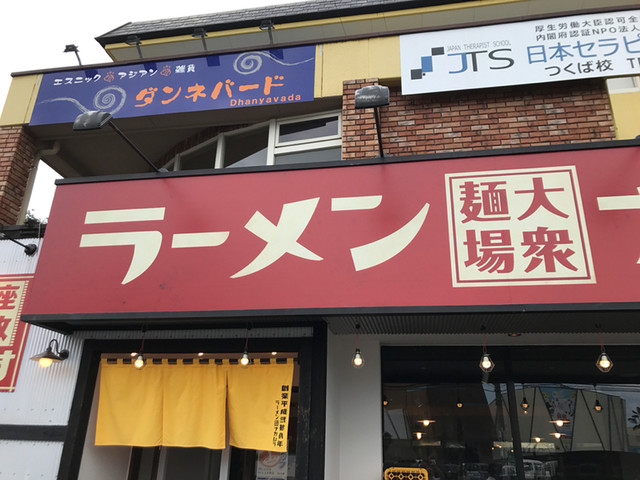 エスニック アジアン 雑貨
ダンネバード
Dhanyavada
厚生労働大臣認可全
内閣府認証NPO法人
JAPAN THERAPIST SCHOOL
JTS 日本セラピ
つくば校
ラーメン
大衆
麺場
座敷付